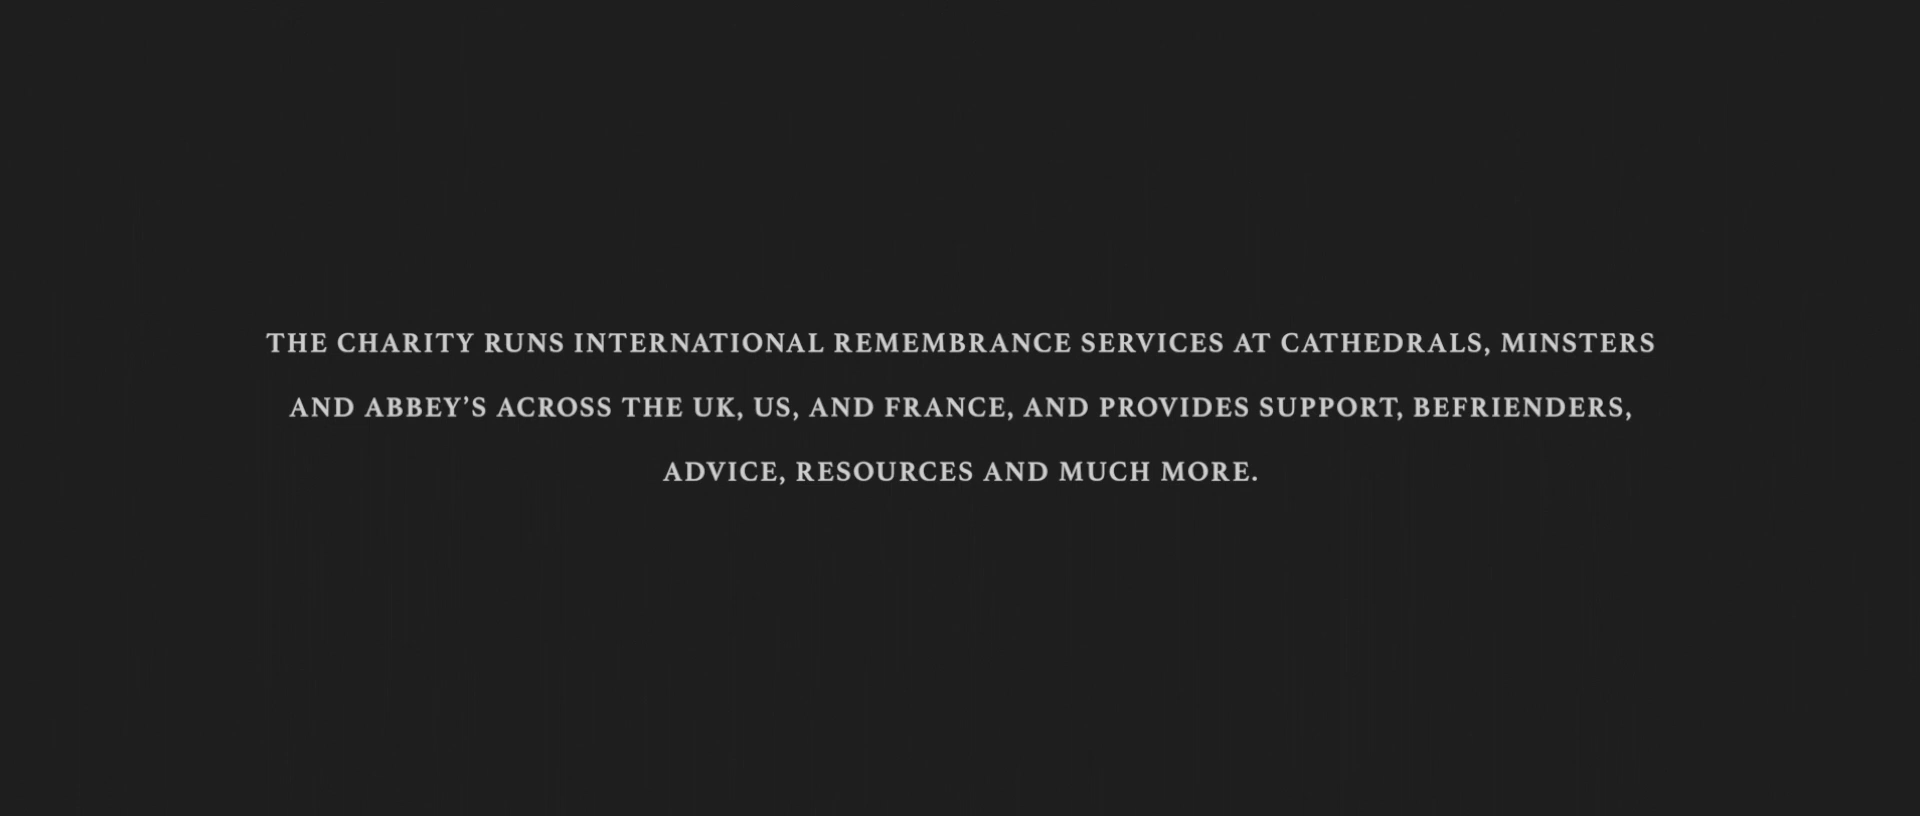 THE CHARITY RUNS INTERNATIONAL REMEMBRANCE SERVICES AT CATHEDRALS, MINSTERS
AND ABBEY’S ACROSS THE UK, US, AND FRANCE, AND PROVIDES SUPPORT, BEFRIENDERS,
ADVICE, RESOURCES AND MUCH MORE.